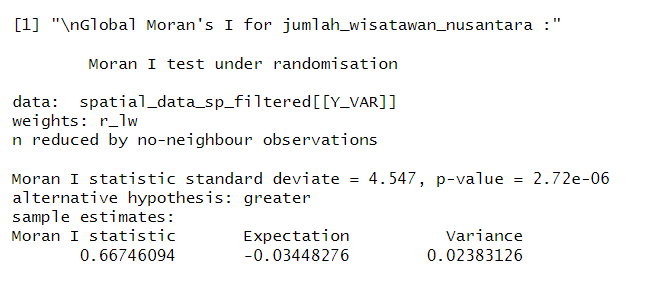 [1] "\nGlobal Moran's I for jumlah_wisatawan_nusantara :"
Moran I test under randomisation
data:  spatial_data_sp_filtered[[Y_VAR]]
weights: r_lw
n reduced by no-neighbour observations
Moran I statistic standard deviate = 4.547, p-value = 2.72e-06
alternative hypothesis: greater
sample estimates:
Moran I statistic       Expectation          Variance
0.66746094       -0.03448276        0.02383126